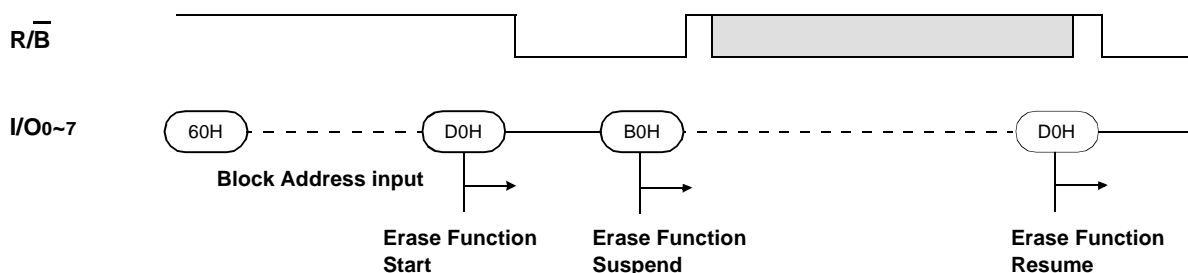 R/B̅
I/O0~7
60H
D0H
B0H
D0H
Block Address input
Erase Function
Start
Erase Function
Suspend
Erase Function
Resume